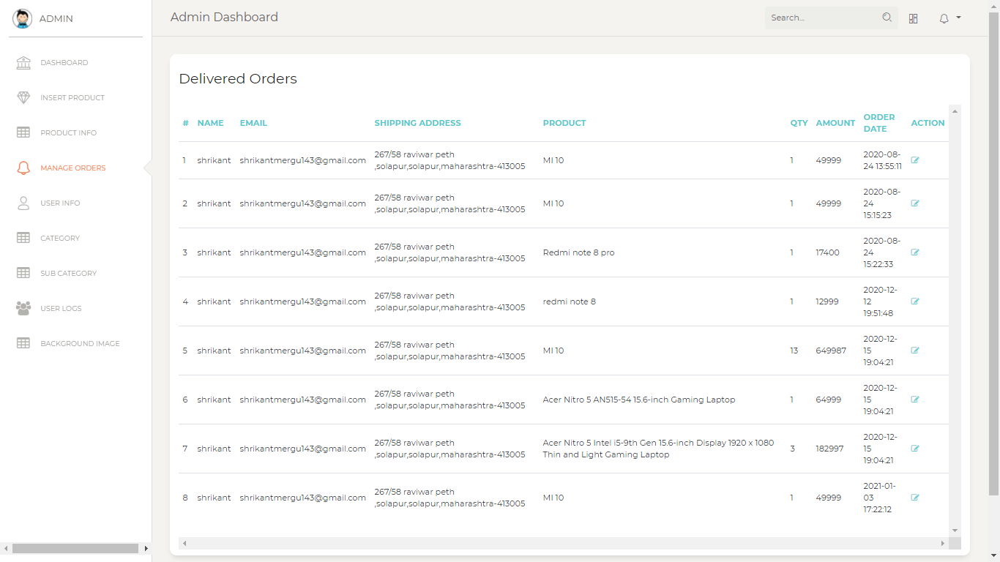 ADMIN
Admin Dashboard
Search...
DASHBOARD
INSERT PRODUCT
PRODUCT INFO
MANAGE ORDERS
USER INFO
CATEGORY
SUB CATEGORY
USER LOGS
BACKGROUND IMAGE
Delivered Orders
# NAME EMAIL SHIPPING ADDRESS PRODUCT QTY AMOUNT ORDER DATE ACTION
1 shrikant shrikantmergu143@gmail.com 267/58 raviwar peth ,solapur,solapur,maharashtra-413005 MI 10 1 49999 2020-08-24 13:55:11
2 shrikant shrikantmergu143@gmail.com 267/58 raviwar peth ,solapur,solapur,maharashtra-413005 MI 10 1 49999 2020-08-24 15:15:23
3 shrikant shrikantmergu143@gmail.com 267/58 raviwar peth ,solapur,solapur,maharashtra-413005 Redmi note 8 pro 1 17400 2020-08-24 15:22:33
4 shrikant shrikantmergu143@gmail.com 267/58 raviwar peth ,solapur,solapur,maharashtra-413005 redmi note 8 1 12999 2020-12-12 19:51:48
5 shrikant shrikantmergu143@gmail.com 267/58 raviwar peth ,solapur,solapur,maharashtra-413005 MI 10 13 649987 2020-12-15 19:04:21
6 shrikant shrikantmergu143@gmail.com 267/58 raviwar peth ,solapur,solapur,maharashtra-413005 Acer Nitro 5 AN515-54 15.6-inch Gaming Laptop 1 64999 2020-12-15 19:04:21
7 shrikant shrikantmergu143@gmail.com 267/58 raviwar peth ,solapur,solapur,maharashtra-413005 Acer Nitro 5 Intel i5-9th Gen 15.6-inch Display 1920 x 1080 Thin and Light Gaming Laptop 3 182997 2020-12-15 19:04:21
8 shrikant shrikantmergu143@gmail.com 267/58 raviwar peth ,solapur,solapur,maharashtra-413005 MI 10 1 49999 2021-01-03 17:22:12